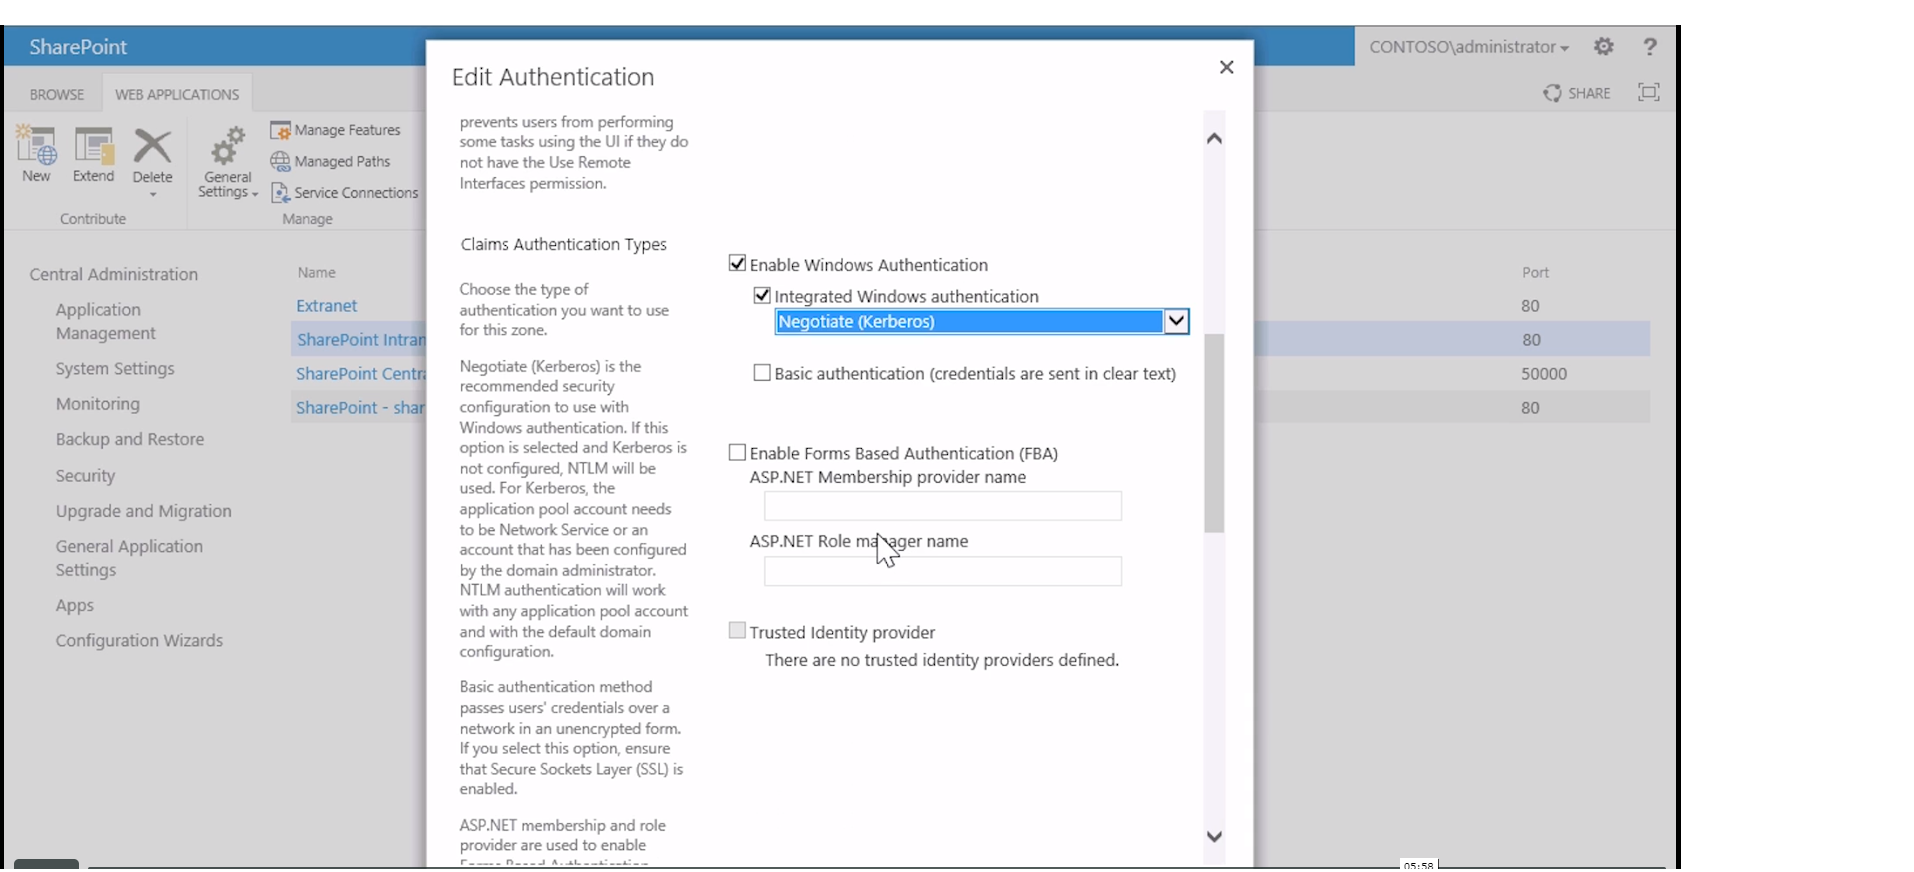 SharePoint
CONTOSO\administrator
?
BROWSE
WEB APPLICATIONS
SHARE
New
Extend
Delete
General
Settings
Manage Features
Managed Paths
Service Connections
Contribute
Manage
Central Administration
Application
Management
System Settings
Monitoring
Backup and Restore
Security
Upgrade and Migration
General Application
Settings
Apps
Configuration Wizards
Name
Extranet
SharePoint Intran
SharePoint Centra
SharePoint - shar
Port
80
80
50000
80
Edit Authentication
prevents users from performing
some tasks using the UI if they do
not have the Use Remote
Interfaces permission.
Claims Authentication Types
Choose the type of
authentication you want to use
for this zone.
Negotiate (Kerberos) is the
recommended security
configuration to use with
Windows authentication. If this
option is selected and Kerberos is
not configured, NTLM will be
used. For Kerberos, the
application pool account needs
to be Network Service or an
account that has been configured
by the domain administrator.
NTLM authentication will work
with any application pool account
and with the default domain
configuration.
Basic authentication method
passes users' credentials over a
network in an unencrypted form.
If you select this option, ensure
that Secure Sockets Layer (SSL) is
enabled.
ASP.NET membership and role
provider are used to enable
Forms Based Authentication
Enable Windows Authentication
Integrated Windows authentication
Negotiate (Kerberos)
Basic authentication (credentials are sent in clear text)
Enable Forms Based Authentication (FBA)
ASP.NET Membership provider name
ASP.NET Role manager name
Trusted Identity provider
There are no trusted identity providers defined.
05:58